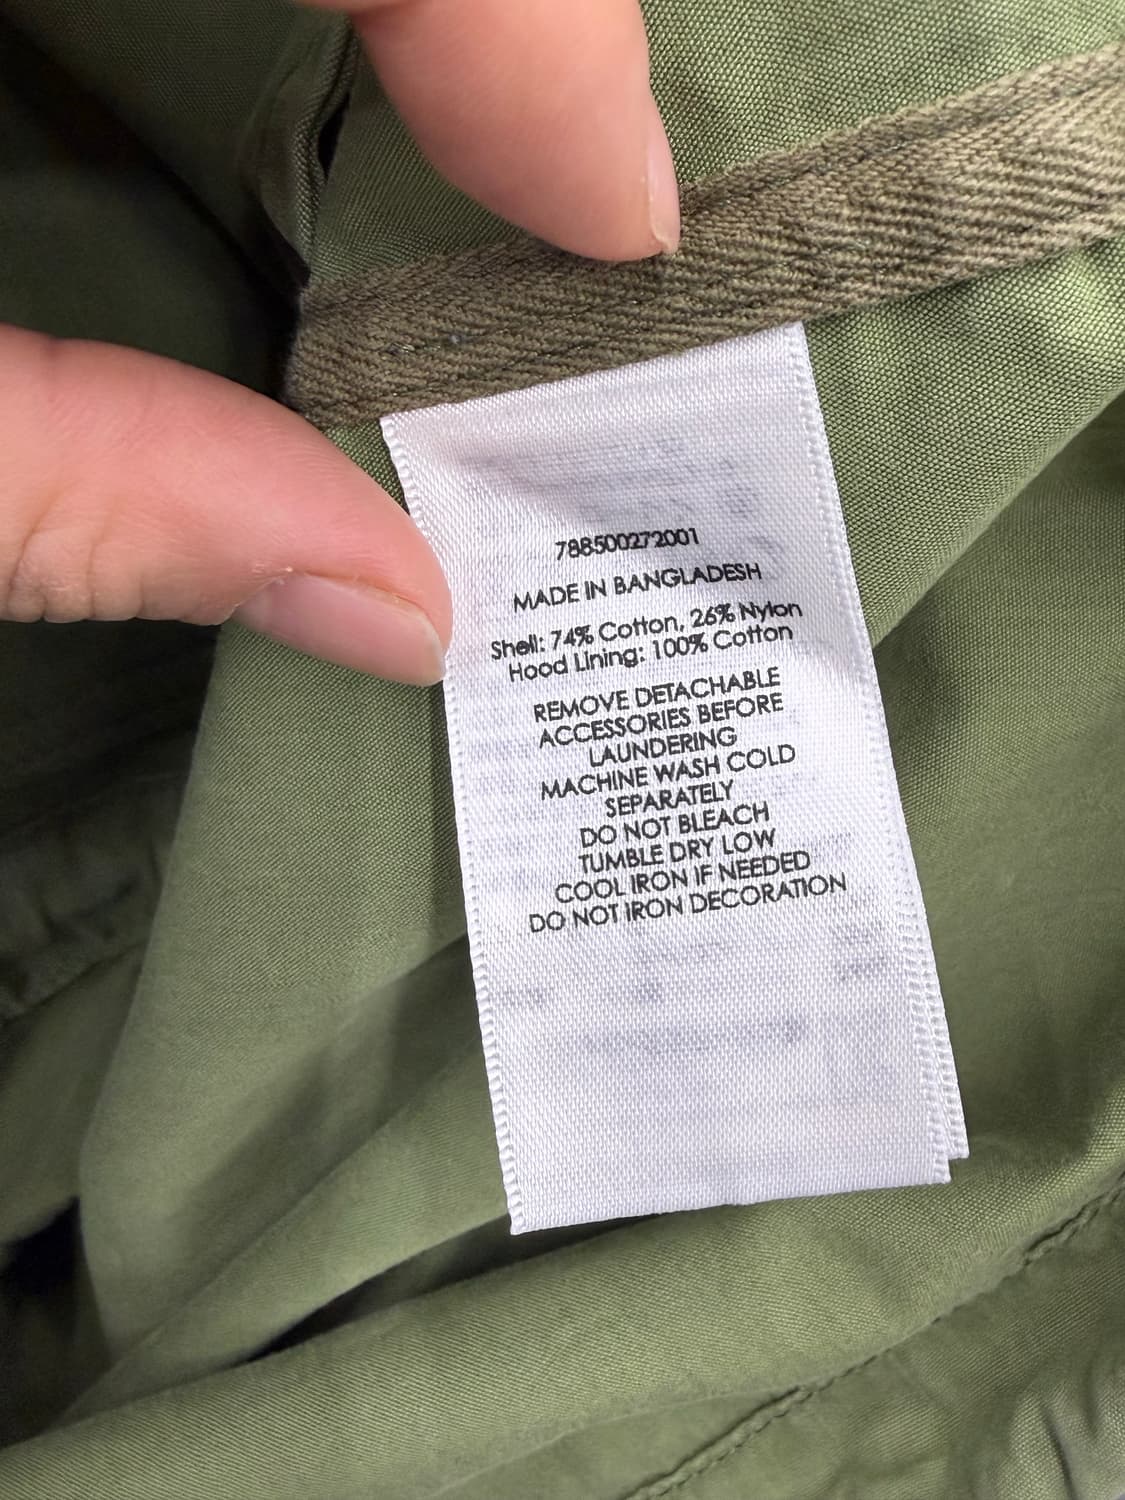 788500272001
MADE IN BANGLADESH
Shell: 74% Cotton, 26% Nylon
Hood Lining: 100% Cotton
REMOVE DETACHABLE
ACCESSORIES BEFORE
LAUNDERING
MACHINE WASH COLD
SEPARATELY
DO NOT BLEACH
TUMBLE DRY LOW
COOL IRON IF NEEDED
DO NOT IRON DECORATION